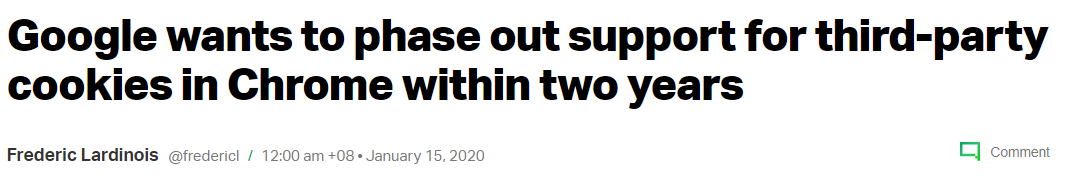 Google wants to phase out support for third-party
cookies in Chrome within two years
Frederic Lardinois @fredericl / 12:00 am +08 • January 15, 2020 Comment